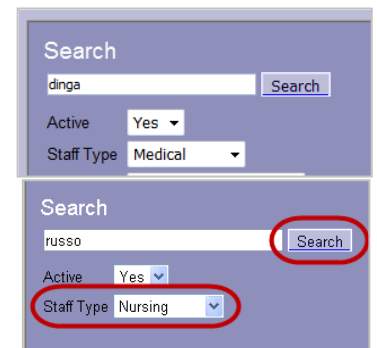 Search
dinga Search
Active Yes
Staff Type Medical
Search
russo Search
Active Yes
Staff Type Nursing